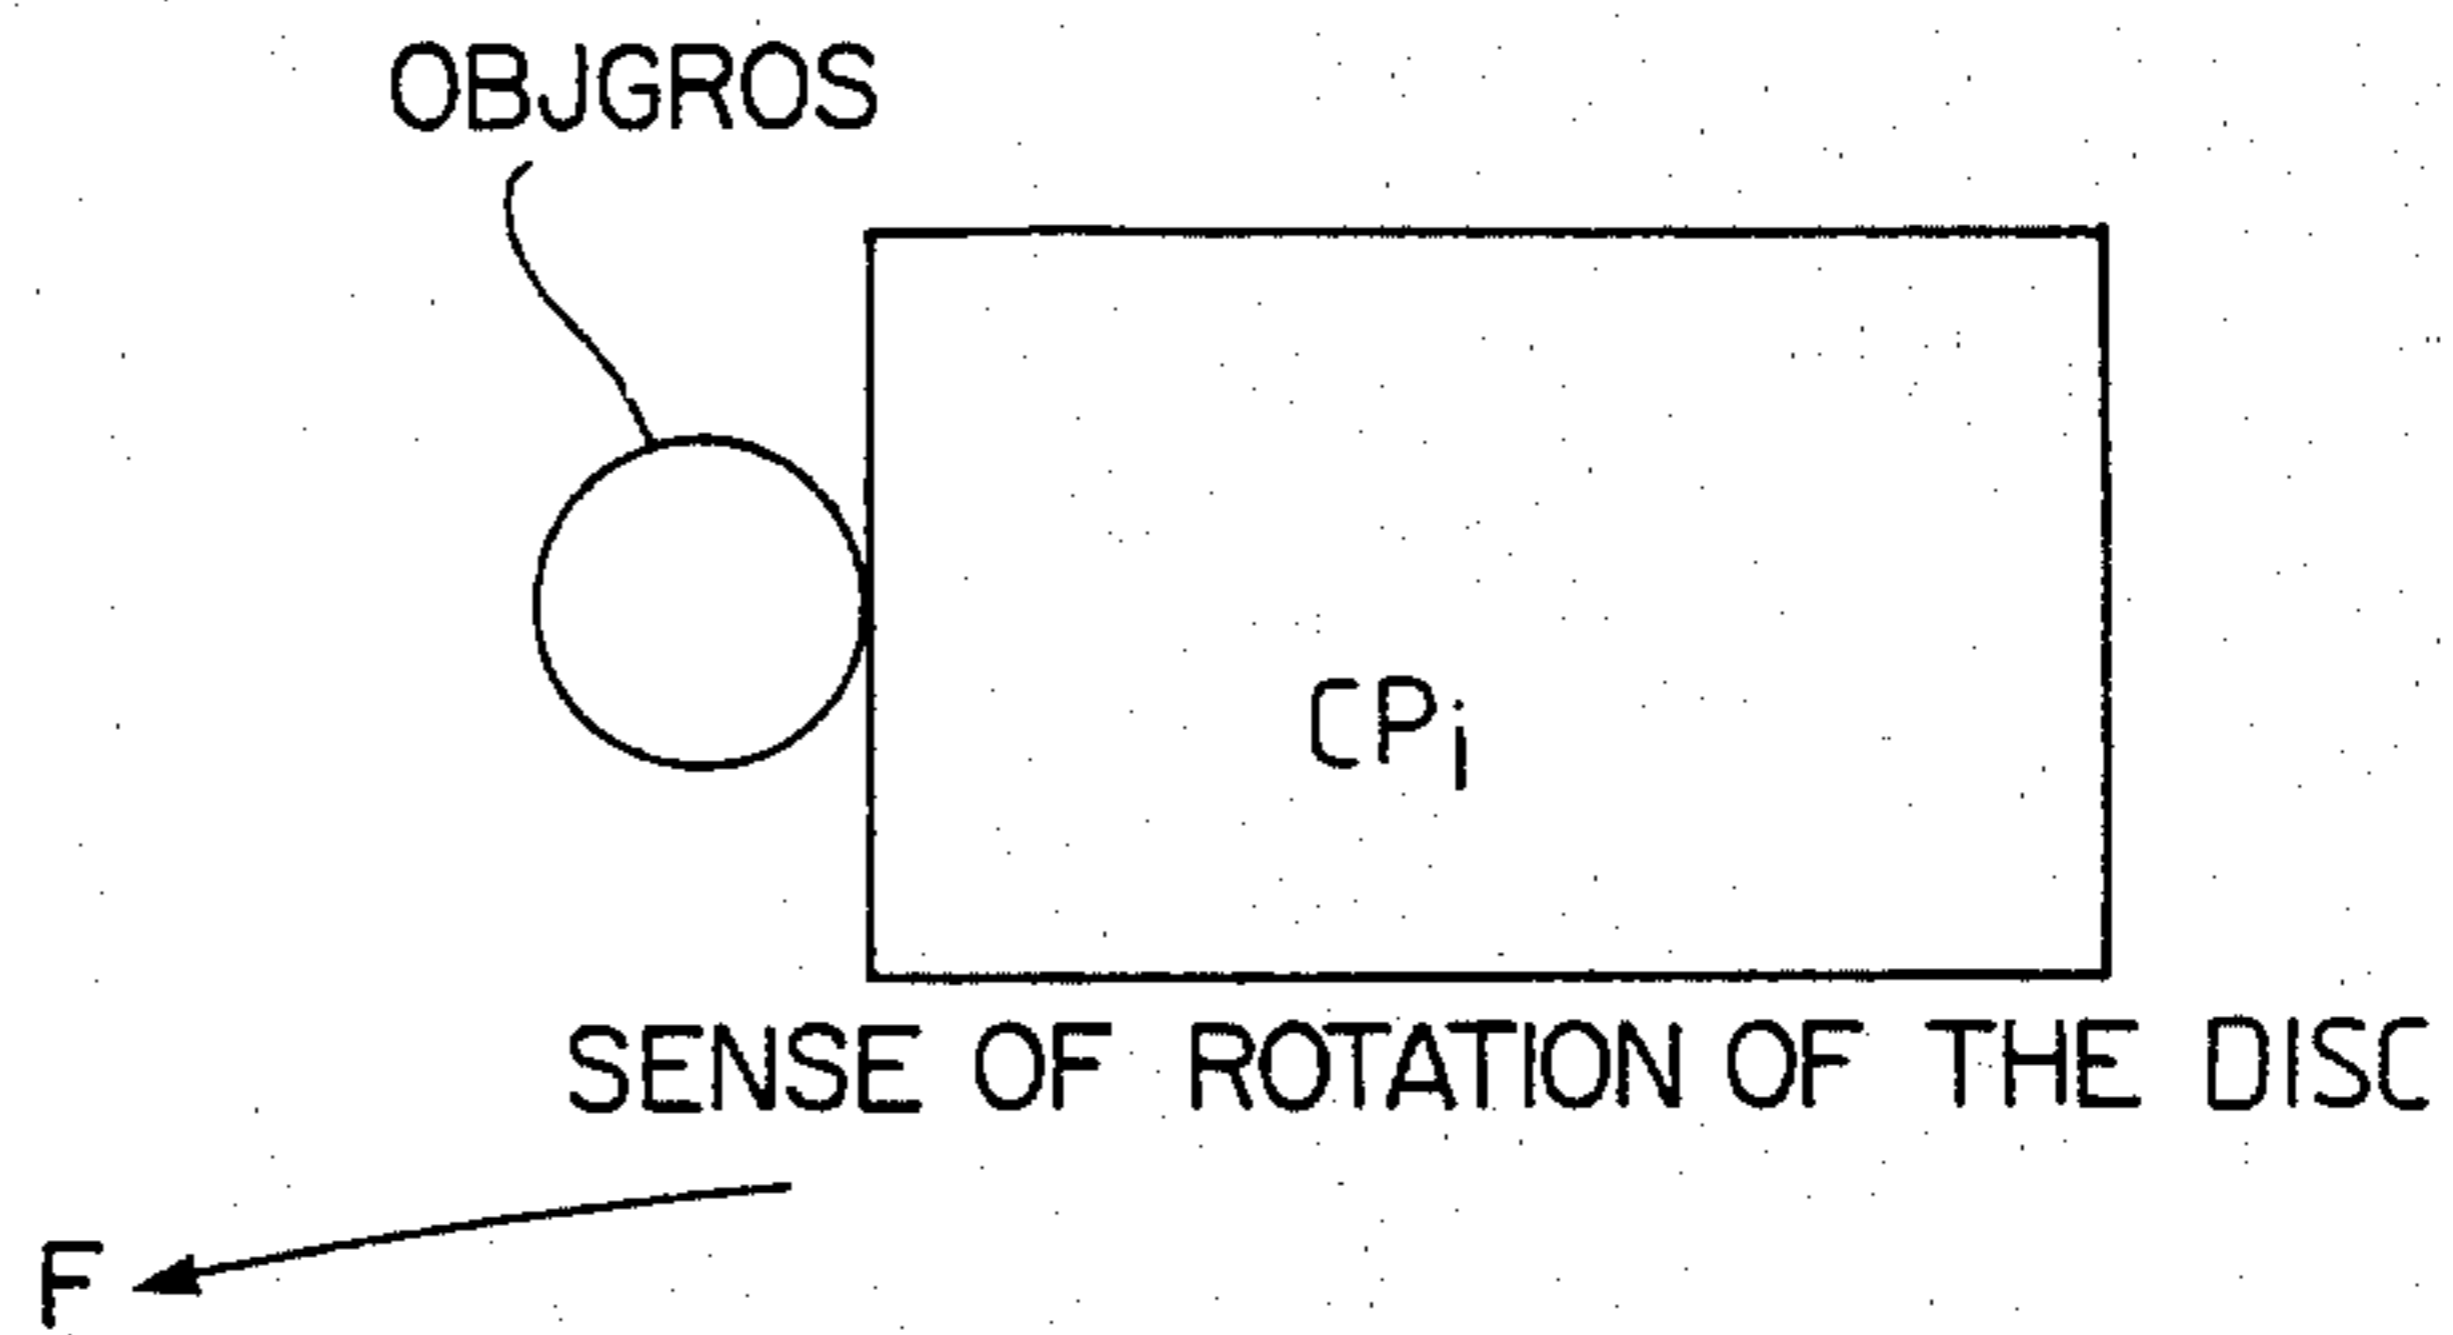 OBJGROS
CPi
SENSE OF ROTATION OF THE DISC
F